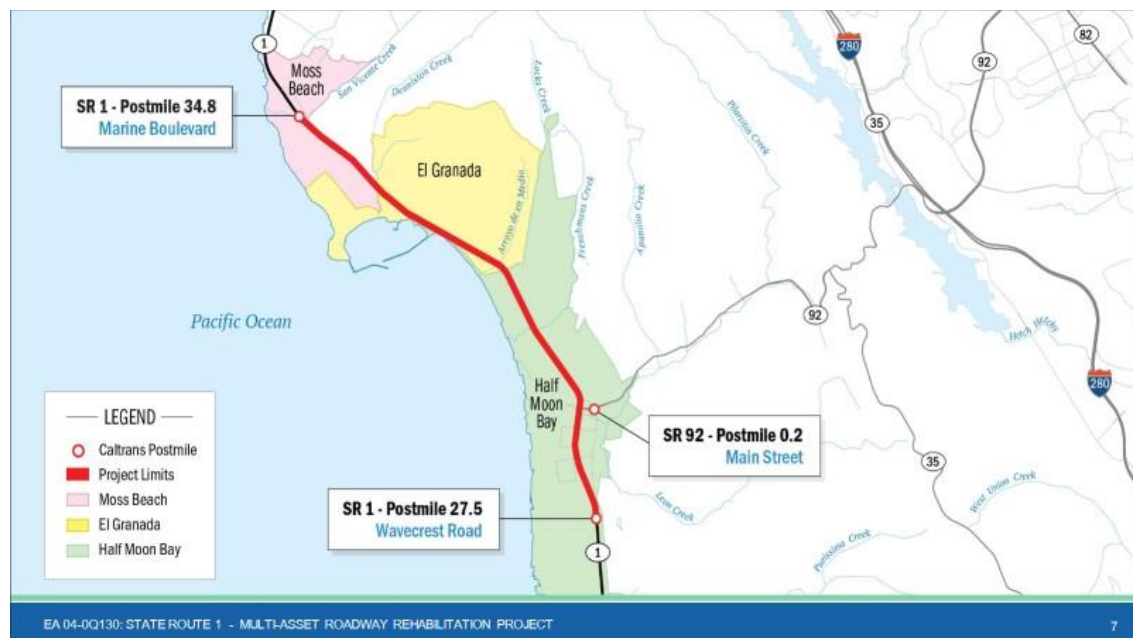 1
Moss
Beach
San Vicente Creek
Denniston Creek
Locks Creek
280
92
82
SR 1 - Postmile 34.8
Marine Boulevard
35
Pilarcitos Creek
El Granada
Arroyo de en Medio
Frenchmans Creek
Apanolio Creek
Pacific Ocean
92
Hetch Hetchy
280
Half
Moon
Bay
LEGEND
Caltrans Postmile
Project Limits
Moss Beach
El Granada
Half Moon Bay
SR 92 - Postmile 0.2
Main Street
35
SR 1 - Postmile 27.5
Wavecrest Road
Leon Creek
West Union Creek
Purissima Creek
1
EA 04-0Q130: STATE ROUTE 1 - MULTI-ASSET ROADWAY REHABILITATION PROJECT
7